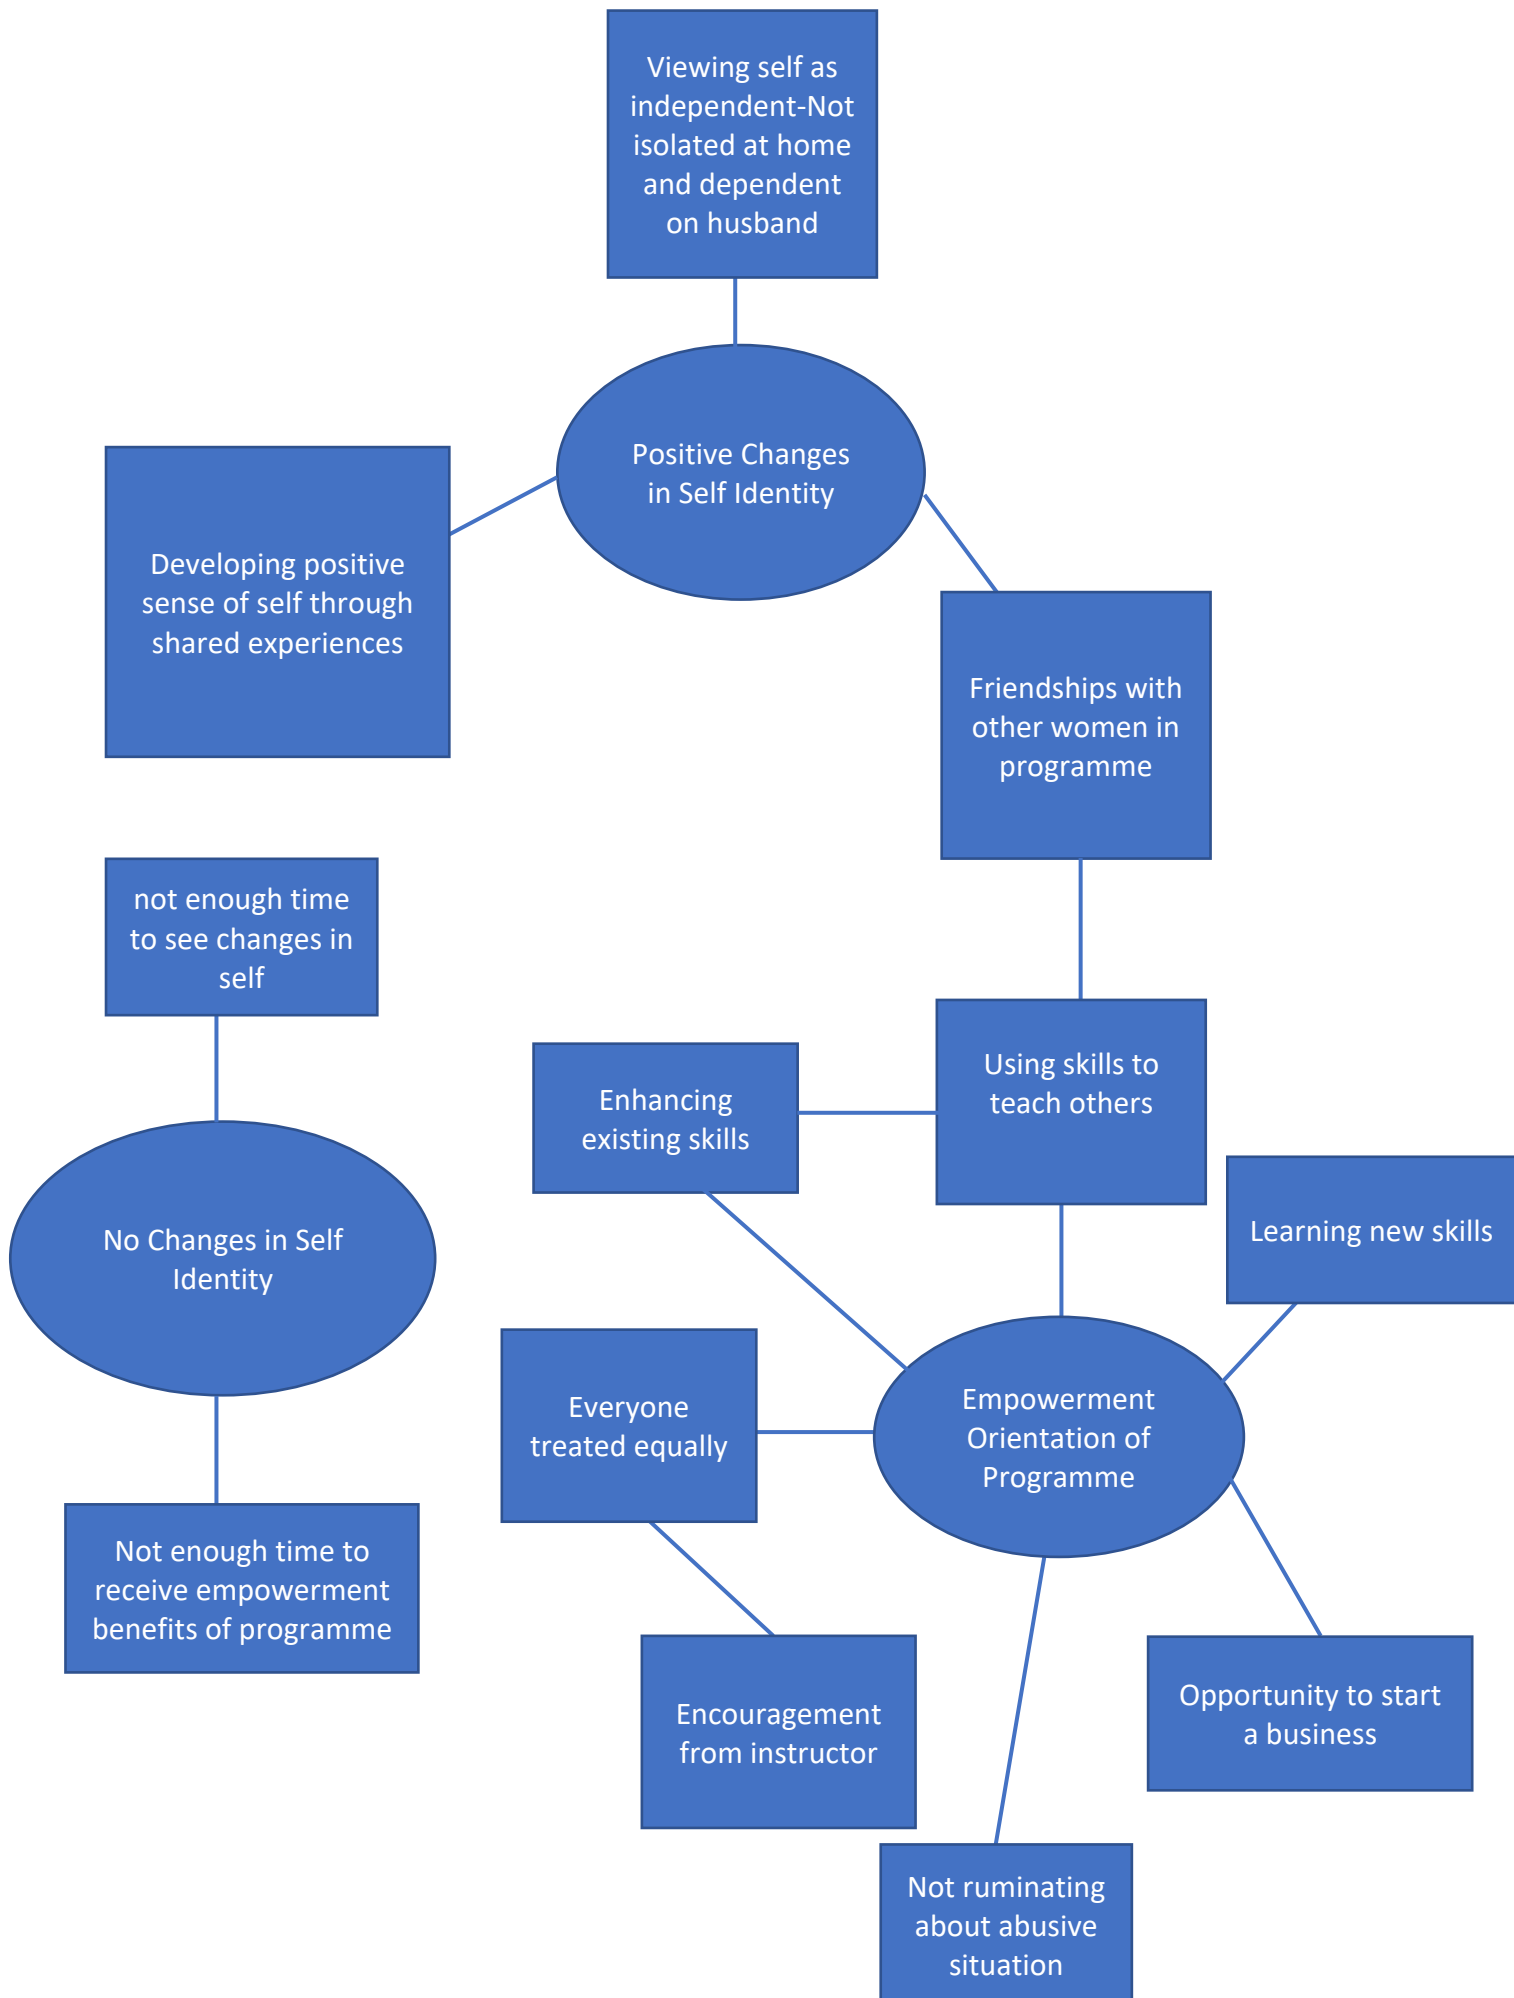 Viewing self as
independent-Not
isolated at home
and dependent
on husband
Positive Changes
in Self Identity
Developing positive
sense of self through
shared experiences
Friendships with
other women in
programme
not enough time
to see changes in
self
Using skills to
teach others
Enhancing
existing skills
Learning new skills
No Changes in Self
Identity
Everyone
treated equally
Empowerment
Orientation of
Programme
Not enough time to
receive empowerment
benefits of programme
Encouragement
from instructor
Opportunity to start
a business
Not ruminating
about abusive
situation